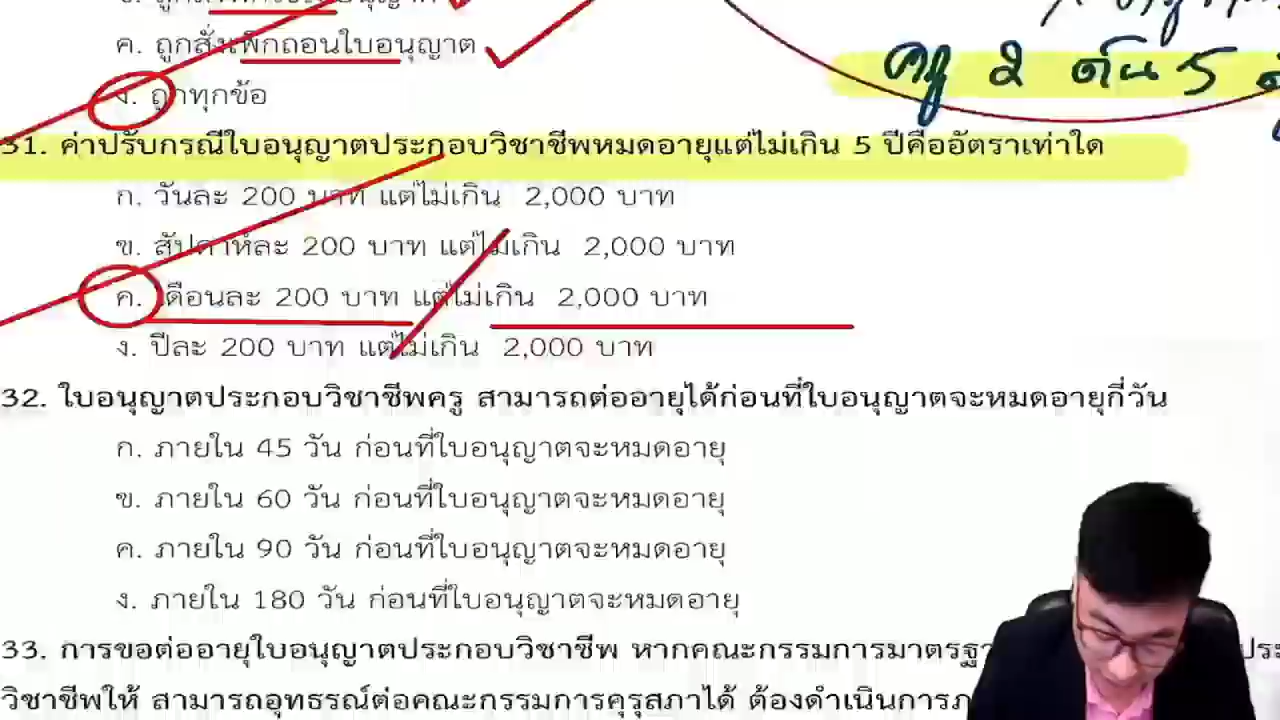 ค. ถูกสั่งพักถอนใบอนุญาต
ง. ถูกทุกข้อ
ครู 2 ต้น 5
31. ค่าปรับกรณีใบอนุญาตประกอบวิชาชีพหมดอายุแต่ไม่เกิน 5 ปีคืออัตราเท่าใด
ก. วันละ 200 บาท แต่ไม่เกิน 2,000 บาท
ข. สัปดาห์ละ 200 บาท แต่ไม่เกิน 2,000 บาท
ค. เดือนละ 200 บาท แต่ไม่เกิน 2,000 บาท
ง. ปีละ 200 บาท แต่ไม่เกิน 2,000 บาท
32. ใบอนุญาตประกอบวิชาชีพครู สามารถต่ออายุได้ก่อนที่ใบอนุญาตจะหมดอายุกี่วัน
ก. ภายใน 45 วัน ก่อนที่ใบอนุญาตจะหมดอายุ
ข. ภายใน 60 วัน ก่อนที่ใบอนุญาตจะหมดอายุ
ค. ภายใน 90 วัน ก่อนที่ใบอนุญาตจะหมดอายุ
ง. ภายใน 180 วัน ก่อนที่ใบอนุญาตจะหมดอายุ
33. การขอต่ออายุใบอนุญาตประกอบวิชาชีพ หากคณะกรรมการมาตรฐา
วิชาชีพให้ สามารถอุทธรณ์ต่อคณะกรรมการคุรุสภาได้ ต้องดำเนินการภ